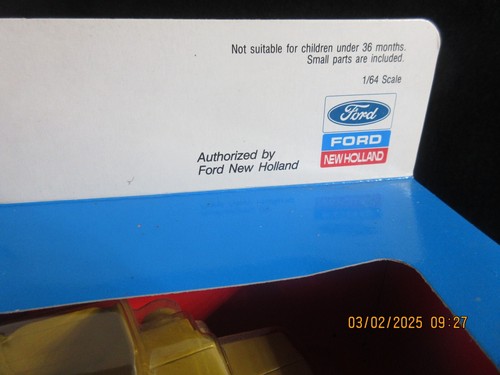 Not suitable for children under 36 months.
Small parts are included.
1/64 Scale
Ford
FORD
NEW HOLLAND
Authorized by
Ford New Holland
03/02/2025 09:27